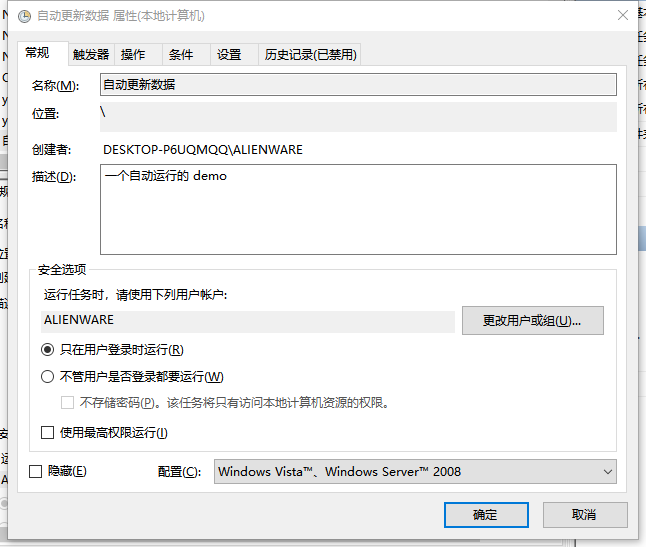 自动更新数据 属性(本地计算机)
常规 触发器 操作 条件 设置 历史记录(已禁用)
名称(M): 自动更新数据
位置: \
创建者: DESKTOP-P6UQMQQ\ALIENWARE
描述(D): 一个自动运行的 demo
安全选项
运行任务时，请使用下列用户帐户:
ALIENWARE 更改用户或组(U)...
只在用户登录时运行(R)
不管用户是否登录都要运行(W)
不存储密码(P)。该任务将只有访问本地计算机资源的权限。
使用最高权限运行(I)
隐藏(E) 配置(C): Windows Vista™、Windows Server™ 2008
确定 取消